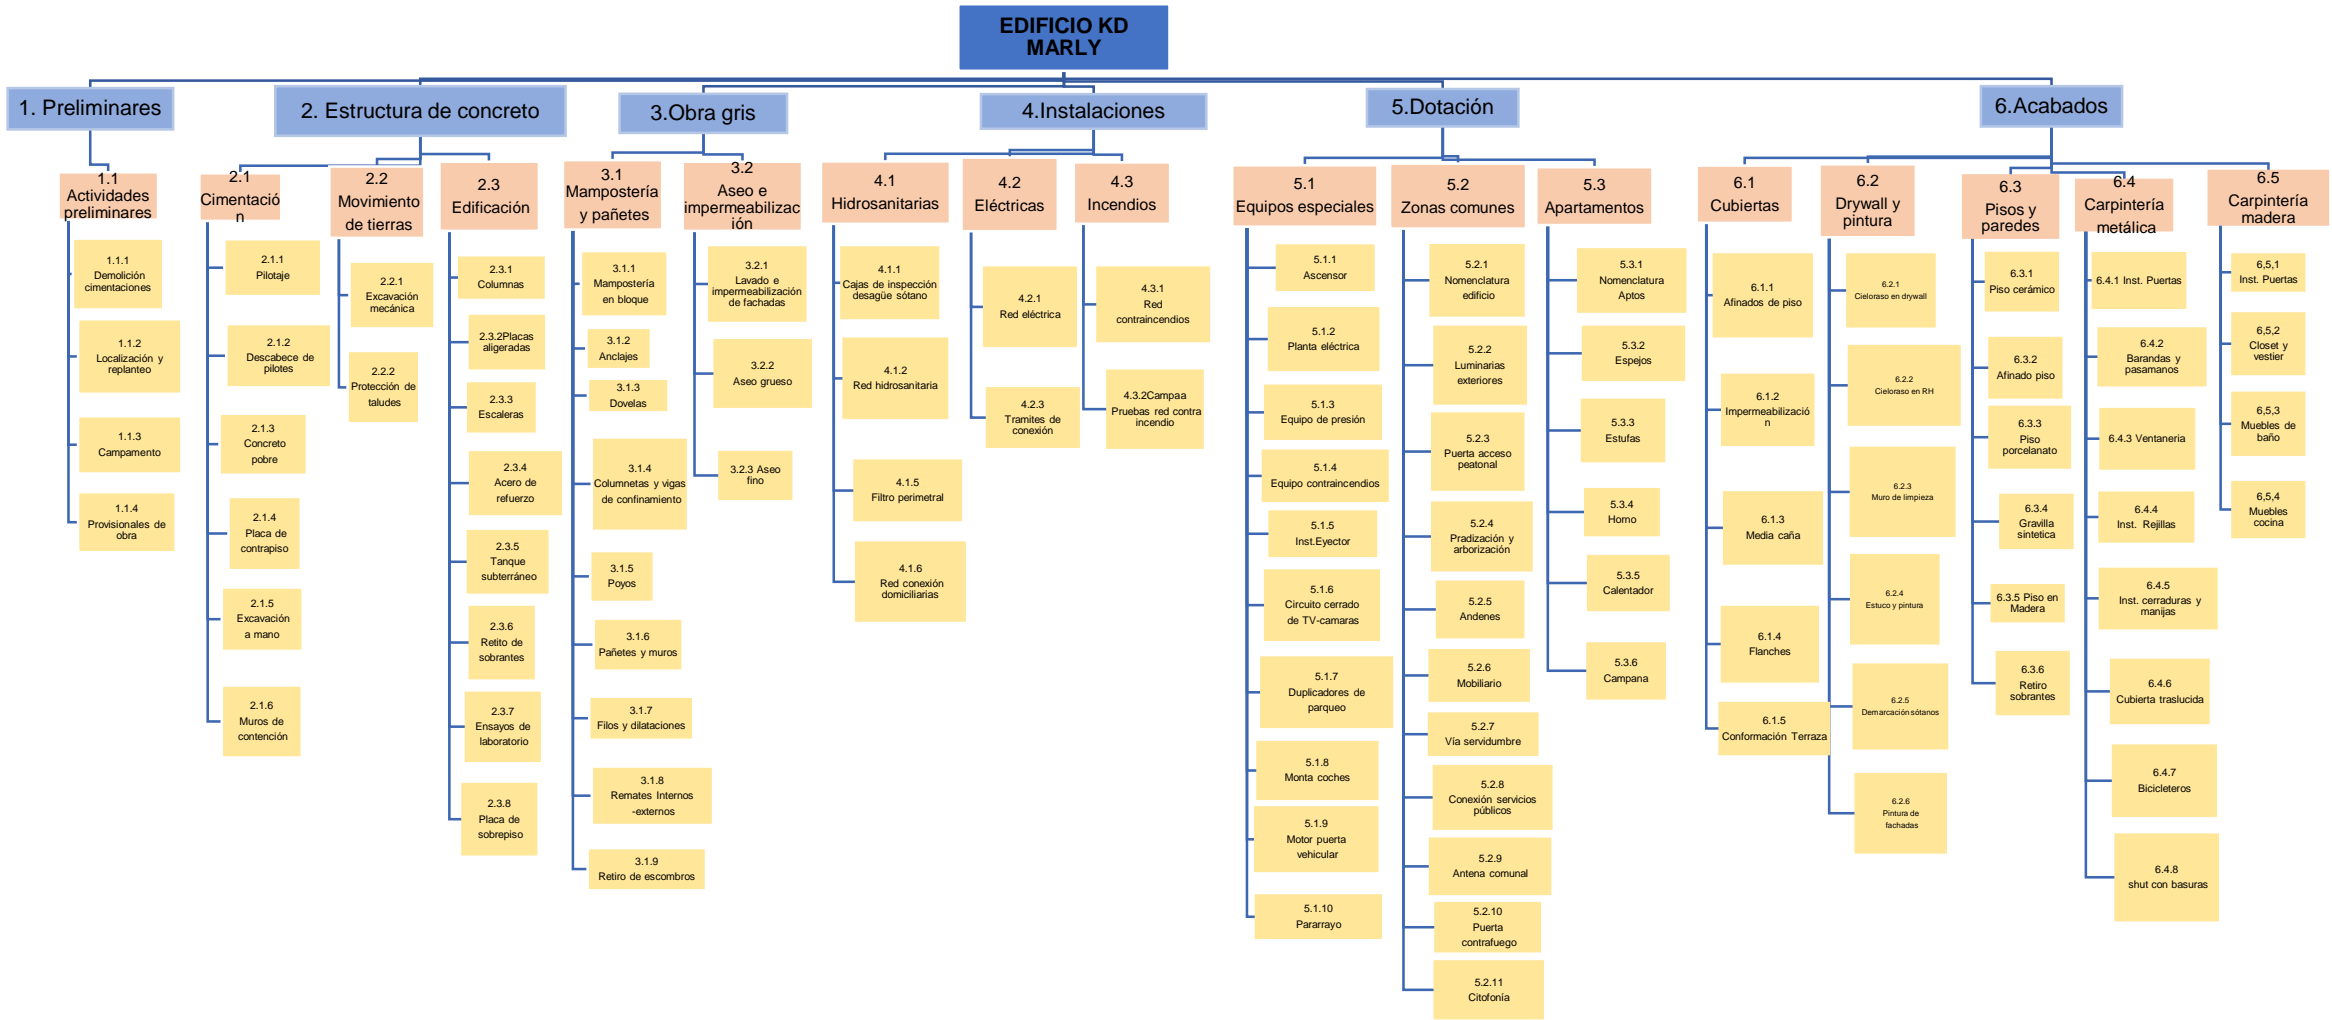 EDIFICIO KD
MARLY
1. Preliminares
2. Estructura de concreto
3.Obra gris
4.Instalaciones
5.Dotación
6.Acabados
1.1
Actividades
preliminares
1.1.1
Demolición
cimentaciones
1.1.2
Localización y
replanteo
1.1.3
Campamento
1.1.4
Provisionales de
obra
2.1
Cimentació
n
2.1.1
Pilotaje
2.1.2
Descabece de
pilotes
2.1.3
Concreto
pobre
2.1.4
Placa de
contrapiso
2.1.5
Excavación
a mano
2.1.6
Muros de
contención
2.2
Movimiento
de tierras
2.2.1
Excavación
mecánica
2.2.2
Protección de
taludes
2.3
Edificación
2.3.1
Columnas
2.3.2Placas
aligeradas
2.3.3
Escaleras
2.3.4
Acero de
refuerzo
2.3.5
Tanque
subterráneo
2.3.6
Retito de
sobrantes
2.3.7
Ensayos de
laboratorio
2.3.8
Placa de
sobrepiso
3.1
Mampostería
y pañetes
3.1.1
Mampostería
en bloque
3.1.2
Anclajes
3.1.3
Dovelas
3.1.4
Columnetas y vigas
de confinamiento
3.1.5
Poyos
3.1.6
Pañetes y muros
3.1.7
Filos y dilataciones
3.1.8
Remates Internos
-externos
3.1.9
Retiro de escombros
3.2
Aseo e
impermeabilizac
ión
3.2.1
Lavado e
impermeabilización
de fachadas
3.2.2
Aseo grueso
3.2.3 Aseo
fino
4.1
Hidrosanitarias
4.1.1
Cajas de inspección
desagüe sótano
4.1.2
Red hidrosanitaria
4.1.5
Filtro perimetral
4.1.6
Red conexión
domiciliarias
4.2
Eléctricas
4.2.1
Red eléctrica
4.2.3
Tramites de
conexión
4.3
Incendios
4.3.1
Red
contraincendios
4.3.2Campaa
Pruebas red contra
incendio
5.1
Equipos especiales
5.1.1
Ascensor
5.1.2
Planta eléctrica
5.1.3
Equipo de presión
5.1.4
Equipo contraincendios
5.1.5
Inst.Eyector
5.1.6
Circuito cerrado
de TV-camaras
5.1.7
Duplicadores de
parqueo
5.1.8
Monta coches
5.1.9
Motor puerta
vehicular
5.1.10
Pararrayo
5.2
Zonas comunes
5.2.1
Nomenclatura
edificio
5.2.2
Luminarias
exteriores
5.2.3
Puerta acceso
peatonal
5.2.4
Pradización y
arborización
5.2.5
Andenes
5.2.6
Mobiliario
5.2.7
Vía servidumbre
5.2.8
Conexión servicios
públicos
5.2.9
Antena comunal
5.2.10
Puerta
contrafuego
5.2.11
Citofonía
5.3
Apartamentos
5.3.1
Nomenclatura
Aptos
5.3.2
Espejos
5.3.3
Estufas
5.3.4
Horno
5.3.5
Calentador
5.3.6
Campana
6.1
Cubiertas
6.1.1
Afinados de piso
6.1.2
Impermeabilizació
n
6.1.3
Media caña
6.1.4
Flanches
6.1.5
Conformación Terraza
6.2
Drywall y
pintura
6.2.1
Cieloraso en drywall
6.2.2
Cieloraso en RH
6.2.3
Muro de limpieza
6.2.4
Estuco y pintura
6.2.5
Demarcación sótanos
6.2.6
Pintura de
fachadas
6.3
Pisos y
paredes
6.3.1
Piso cerámico
6.3.2
Afinado piso
6.3.3
Piso
porcelanato
6.3.4
Gravilla
sintetica
6.3.5 Piso en
Madera
6.3.6
Retiro
sobrantes
6.4
Carpintería
metálica
6.4.1 Inst. Puertas
6.4.2
Barandas y
pasamanos
6.4.3 Ventanería
6.4.4
Inst. Rejillas
6.4.5
Inst. cerraduras y
manijas
6.4.6
Cubierta traslucida
6.4.7
Bicicleteros
6.4.8
shut con basuras
6.5
Carpintería
madera
6,5,1
Inst. Puertas
6,5,2
Closet y
vestier
6,5,3
Muebles de
baño
6,5,4
Muebles
cocina